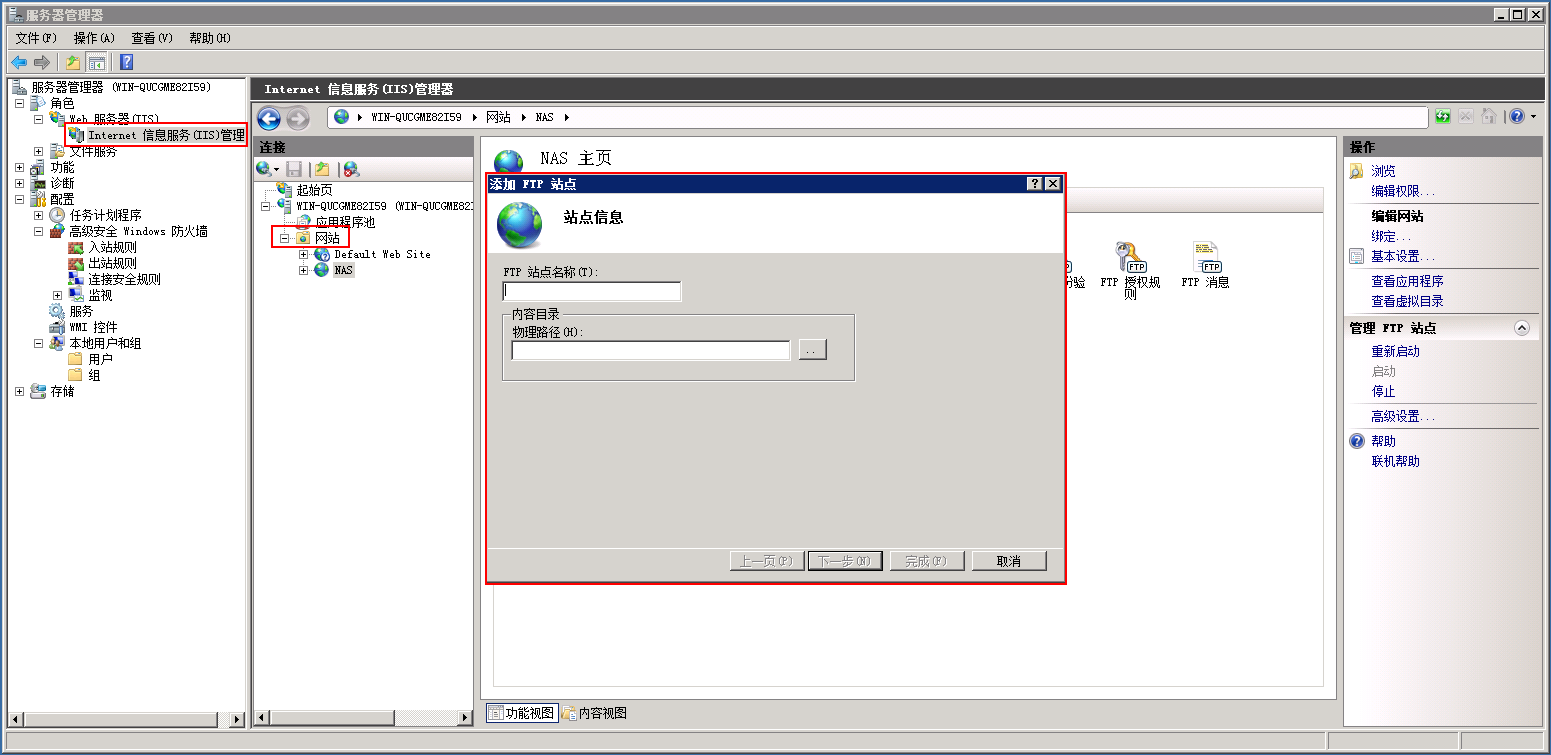 服务器管理器
文件(F) 操作(A) 查看(V) 帮助(H)
服务器管理器 (WIN-QUCGME82I59)
角色
Web 服务器(IIS)
Internet 信息服务(IIS)管理
文件服务
功能
诊断
配置
任务计划程序
高级安全 Windows 防火墙
入站规则
出站规则
连接安全规则
监视
服务
WMI 控件
本地用户和组
用户
组
存储
Internet 信息服务(IIS)管理器
WIN-QUCGME82I59 网站 NAS
连接
起始页
WIN-QUCGME82I59 (WIN-QUCGME82
应用程序池
网站
Default Web Site
NAS
NAS 主页
添加 FTP 站点
站点信息
FTP 站点名称(T):
内容目录
物理路径(H):
..
上一页(P) 下一步(N) 完成(F) 取消
份验
FTP
FTP 授权规
则
FTP
FTP 消息
功能视图 内容视图
操作
浏览
编辑权限...
编辑网站
绑定...
基本设置...
查看应用程序
查看虚拟目录
管理 FTP 站点
重新启动
启动
停止
高级设置...
帮助
联机帮助